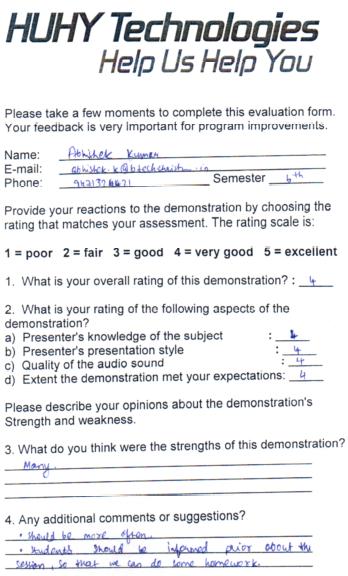 HUHY Technologies
Help Us Help You
Please take a few moments to complete this evaluation form.
Your feedback is very important for program improvements.
Name: Abhishek Kumar
E-mail:
Phone: Semester 6th
Provide your reactions to the demonstration by choosing the
rating that matches your assessment. The rating scale is:
1 = poor 2 = fair 3 = good 4 = very good 5 = excellent
1. What is your overall rating of this demonstration? : 4
2. What is your rating of the following aspects of the
demonstration?
a) Presenter's knowledge of the subject : 4
b) Presenter's presentation style : 4
c) Quality of the audio sound : 4
d) Extent the demonstration met your expectations: 4
Please describe your opinions about the demonstration's
Strength and weakness.
3. What do you think were the strengths of this demonstration?
Many.
4. Any additional comments or suggestions?
• Should be more often.
• Students should be informed prior about the
session, so that we can do some homework.